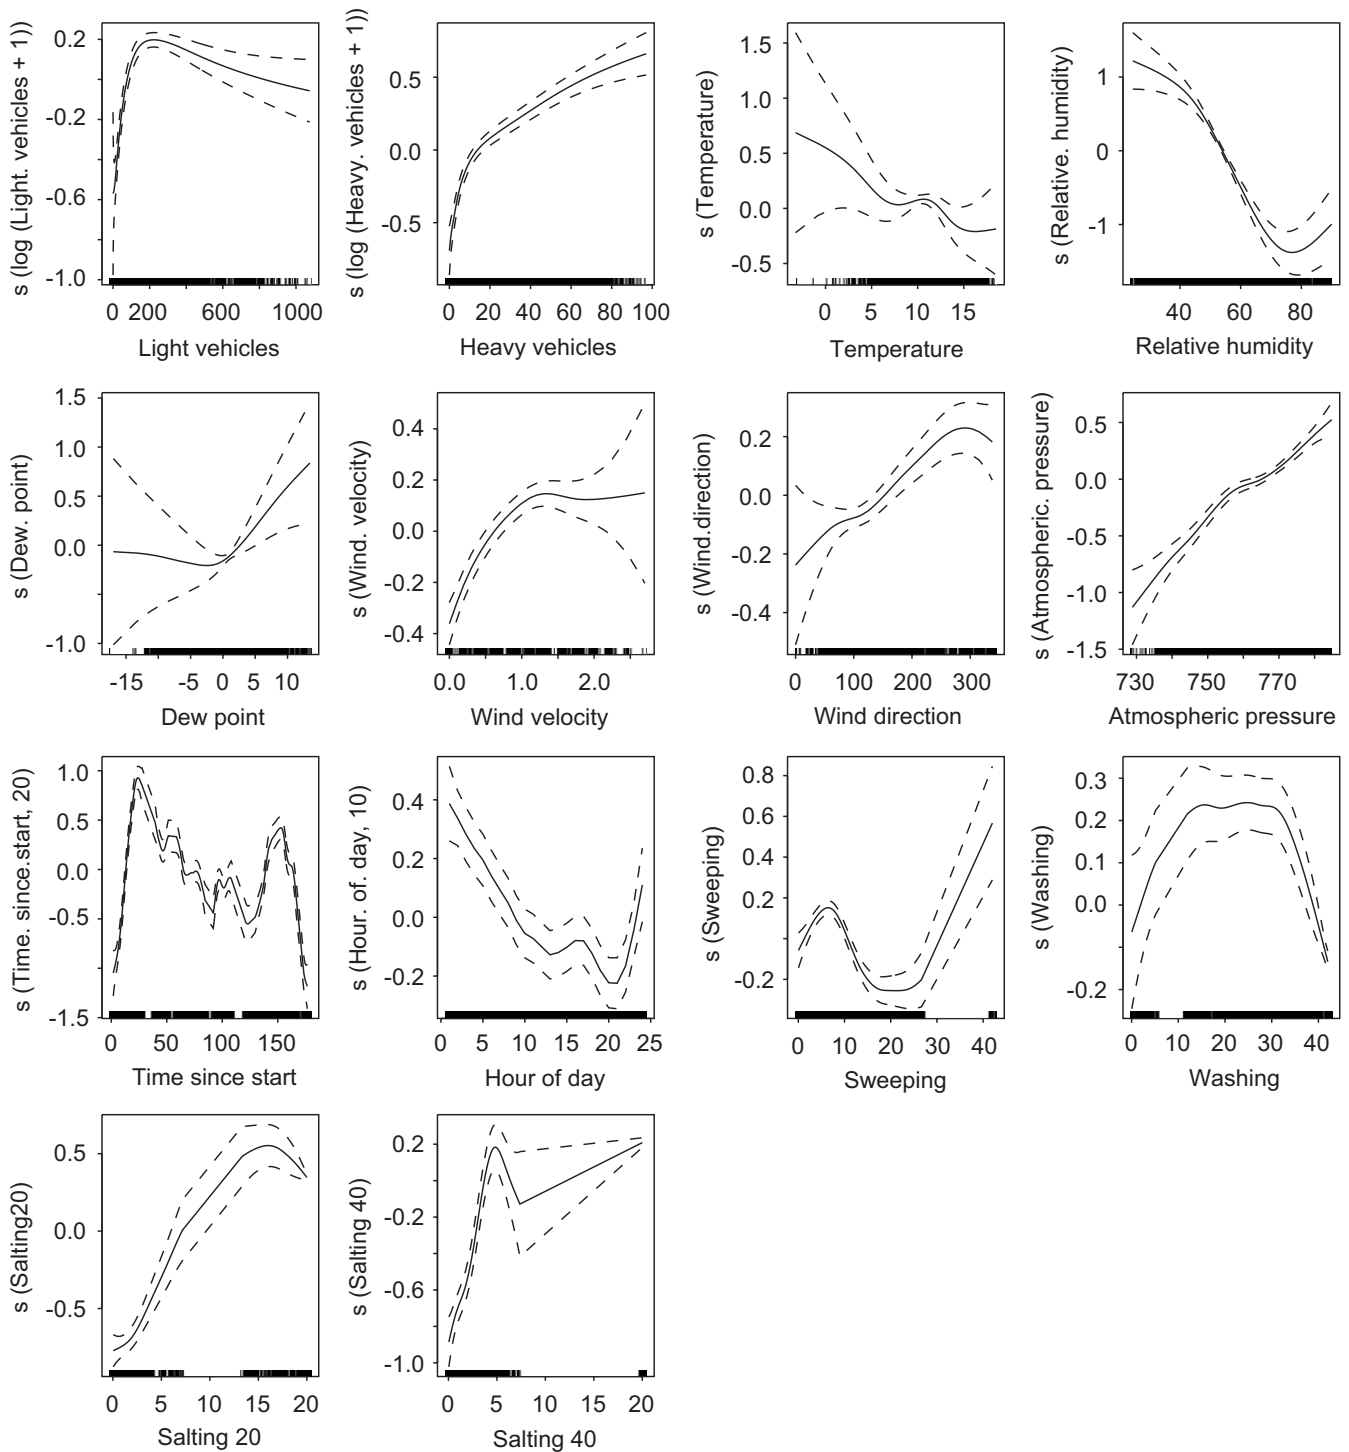 s (log (Light. vehicles + 1))
0.2
-0.2
-0.6
-1.0
0 200 600 1000
Light vehicles
s (log (Heavy. vehicles + 1))
0.5
0.0
-0.5
0 20 40 60 80 100
Heavy vehicles
s (Temperature)
1.5
1.0
0.5
0.0
-0.5
0 5 10 15
Temperature
s (Relative. humidity)
1
0
-1
40 60 80
Relative humidity
s (Dew. point)
1.5
1.0
0.5
0.0
-1.0
-15 -5 0 5 10
Dew point
s (Wind. velocity)
0.4
0.2
0.0
-0.2
-0.4
0.0 1.0 2.0
Wind velocity
s (Wind.direction)
0.2
0.0
-0.2
-0.4
0 100 200 300
Wind direction
s (Atmospheric. pressure)
0.5
0.0
-0.5
-1.0
-1.5
730 750 770
Atmospheric pressure
s (Time. since.start, 20)
1.0
0.5
0.0
-0.5
-1.5
0 50 100 150
Time since start
s (Hour. of. day, 10)
0.4
0.2
0.0
-0.2
0 5 10 15 20 25
Hour of day
s (Sweeping)
0.8
0.6
0.4
0.2
-0.2
0 10 20 30 40
Sweeping
s (Washing)
0.3
0.2
0.1
0.0
-0.2
0 10 20 30 40
Washing
s (Salting20)
0.5
0.0
-0.5
0 5 10 15 20
Salting 20
s (Salting 40)
0.2
-0.2
-0.6
-1.0
0 5 10 15 20
Salting 40